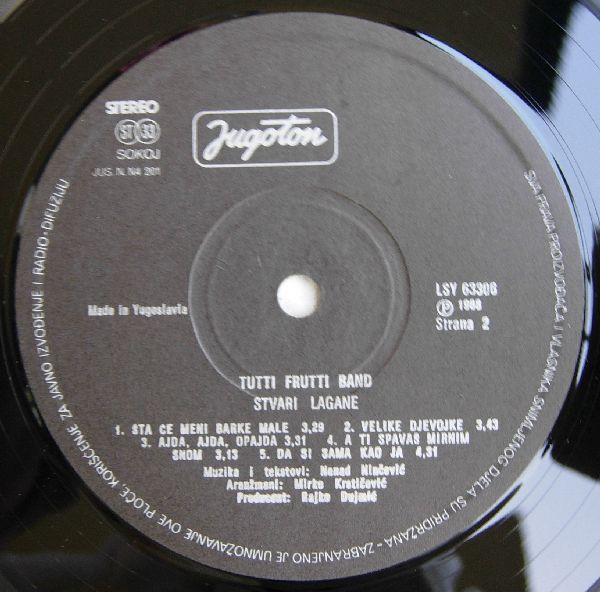 STEREO
ST 33
SOKOJ
JUS. N. N4 201
Jugoton
Made in Yugoslavia
LSY 63306
Ⓟ 1988
Strana 2
TUTTI FRUTTI BAND
STVARI LAGANE
1. STA CE MENI BARKE MALE 3,29 2. VELIKE DJEVOJKE 3,43
3. AJDA, AJDA, OPAJDA 3,31 4. A TI SPAVAS MIRNIM
SNOM 3,13 5. DA SI SAMA KAO JA 4,31
Muzika i tekstovi: Nenad Ninčević
Aranžmani: Mirko Krstičević
Producent: Rajko Dujmić
SVA PRAVA PROIZVOĐAČA I VLASNIKA SNIMLJENOG DJELA SU PRIDRŽANA - ZABRANJENO JE UMNOŽAVANJE OVE PLOČE, KORIŠĆENJE ZA JAVNO IZVOĐENJE I RADIO-DIFUZIJU